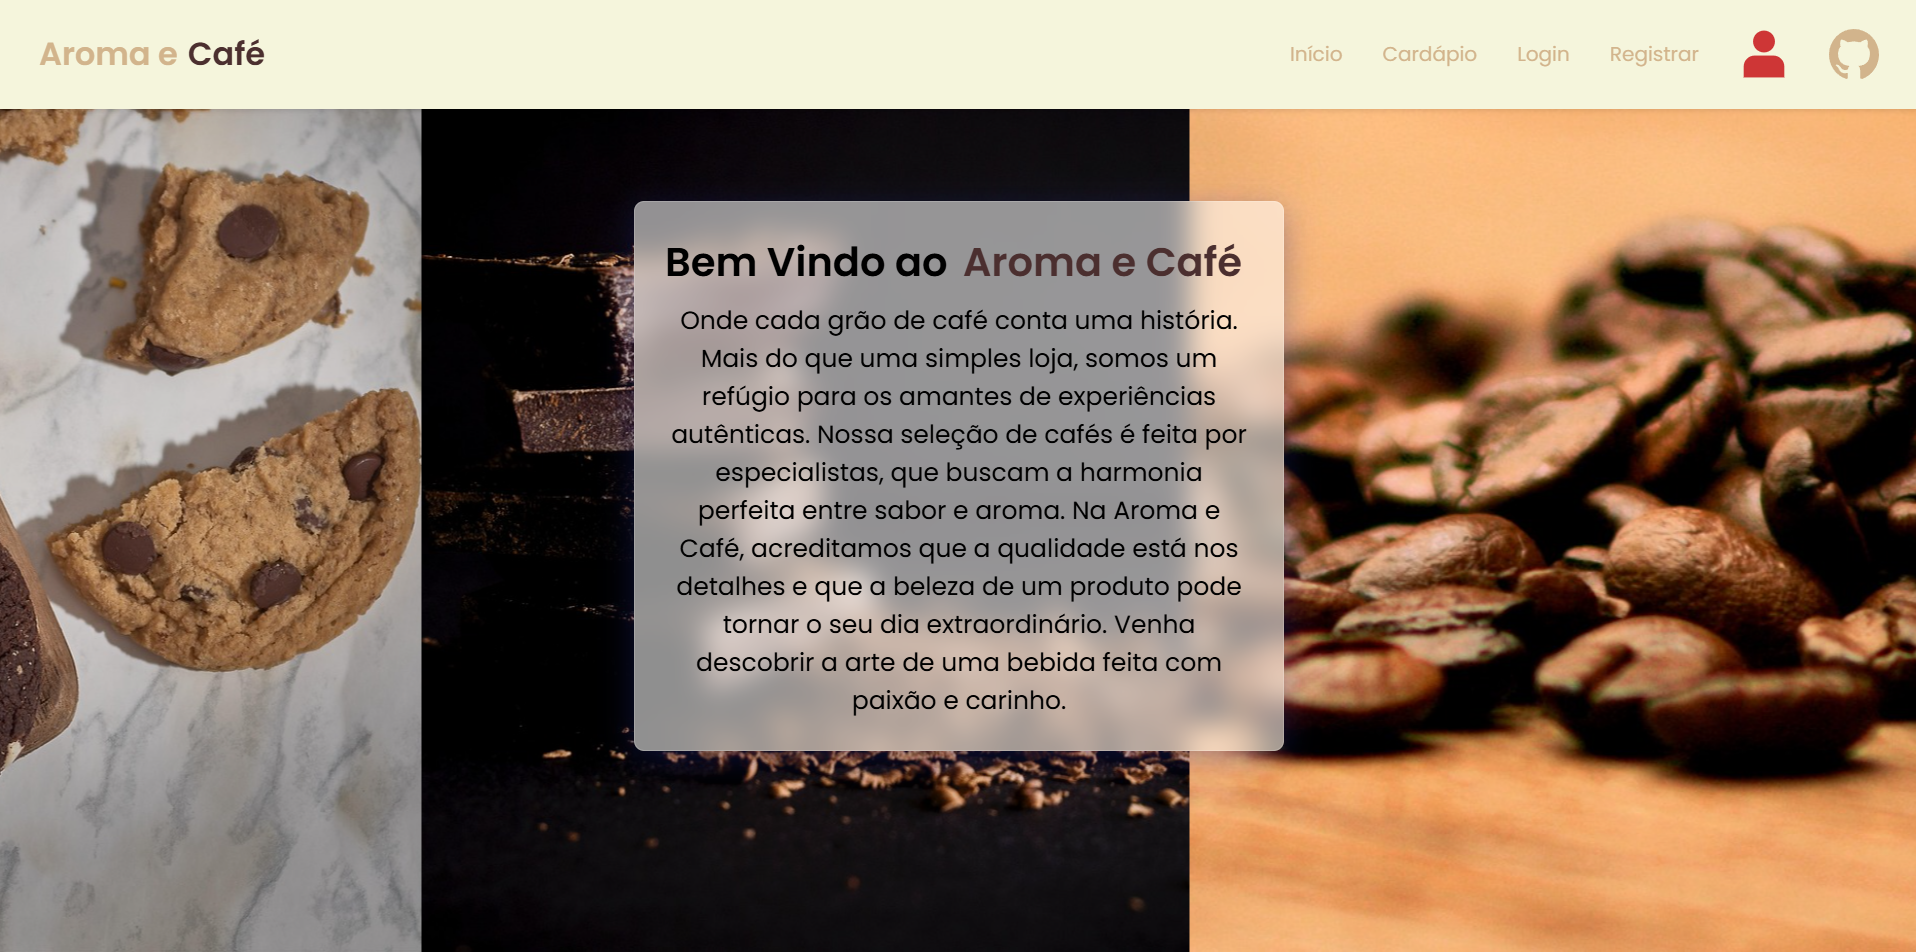 Aroma e Café
Início Cardápio Login Registrar
Bem Vindo ao Aroma e Café
Onde cada grão de café conta uma história.
Mais do que uma simples loja, somos um
refúgio para os amantes de experiências
autênticas. Nossa seleção de cafés é feita por
especialistas, que buscam a harmonia
perfeita entre sabor e aroma. Na Aroma e
Café, acreditamos que a qualidade está nos
detalhes e que a beleza de um produto pode
tornar o seu dia extraordinário. Venha
descobrir a arte de uma bebida feita com
paixão e carinho.